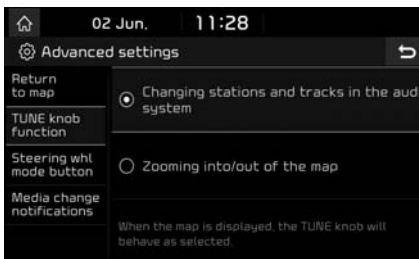 02 Jun. 11:28
Advanced settings
Return
to map
TUNE knob
function
Steering whl
mode button
Media change
notifications
Changing stations and tracks in the aud
system
Zooming into/out of the map
When the map is displayed, the TUNE knob will
behave as selected.